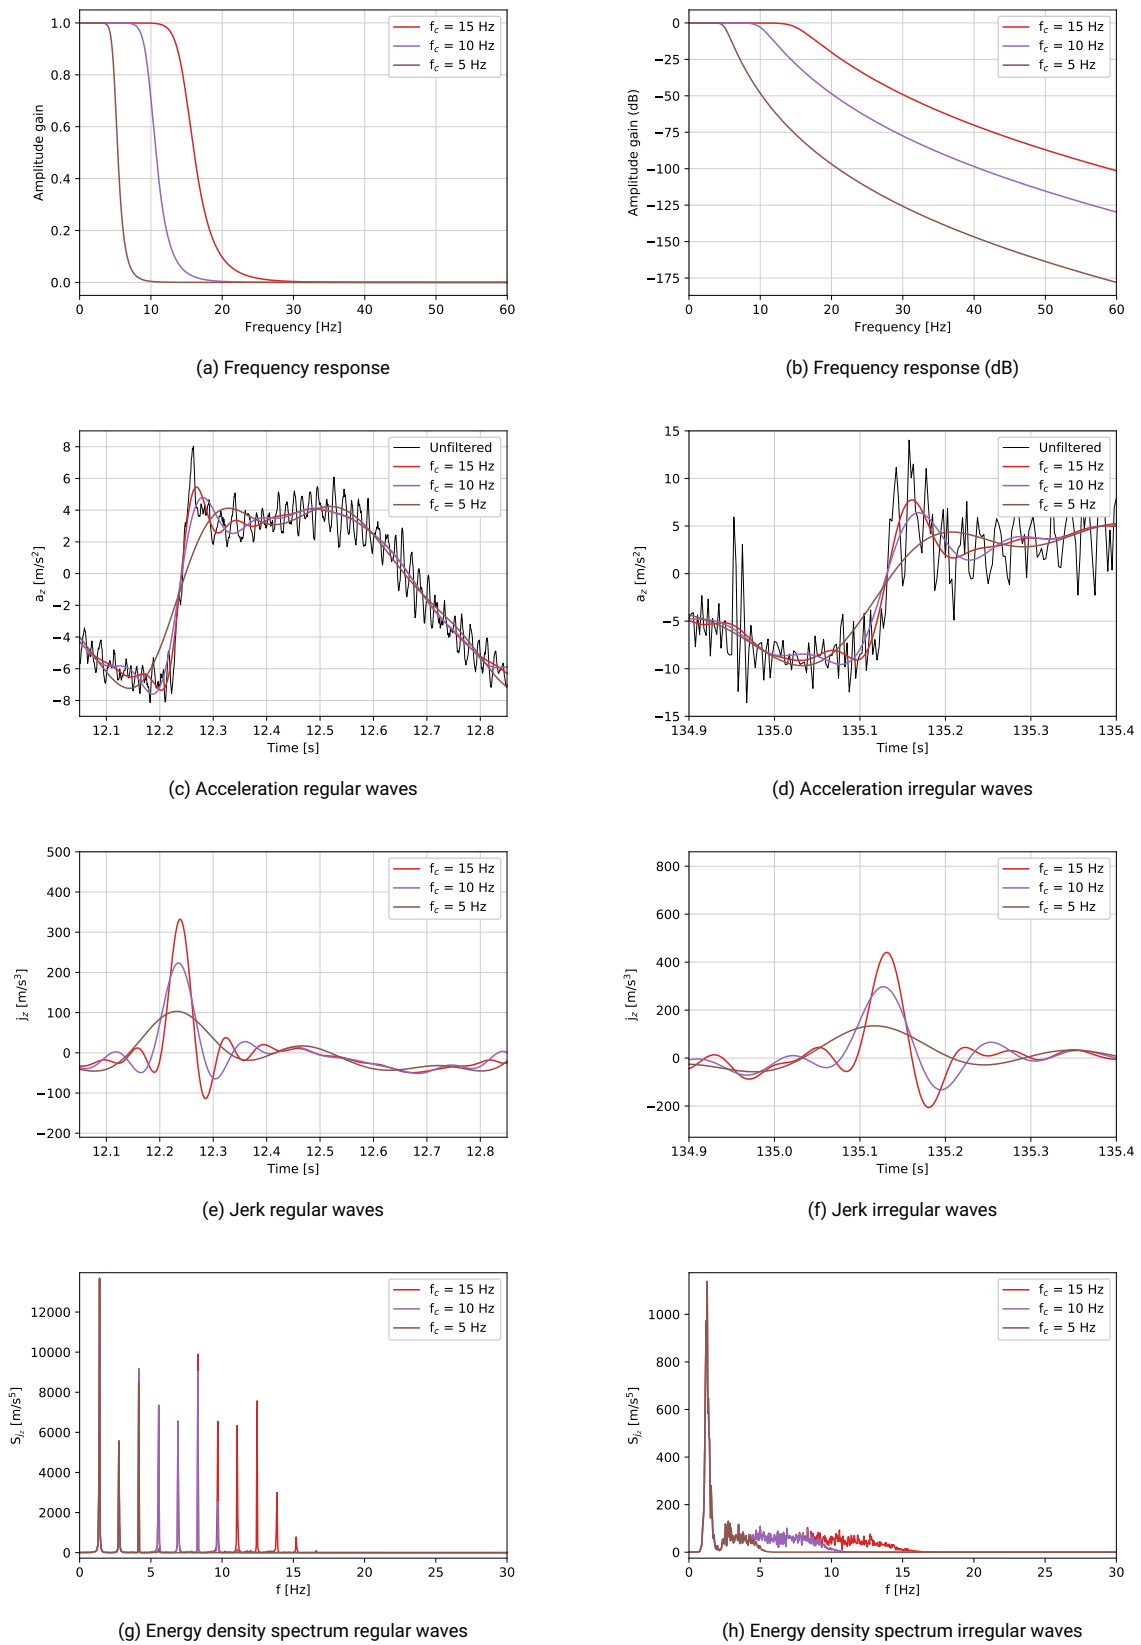 1.0
0.8
0.6
0.4
0.2
0.0
Amplitude gain
0 10 20 30 40 50 60
Frequency [Hz]
f_c = 15 Hz
f_c = 10 Hz
f_c = 5 Hz
(a) Frequency response
0
−25
−50
−75
−100
−125
−150
−175
Amplitude gain (dB)
0 10 20 30 40 50 60
Frequency [Hz]
f_c = 15 Hz
f_c = 10 Hz
f_c = 5 Hz
(b) Frequency response (dB)
8
6
4
2
0
−2
−4
−6
−8
a_z [m/s²]
12.1 12.2 12.3 12.4 12.5 12.6 12.7 12.8
Time [s]
Unfiltered
f_c = 15 Hz
f_c = 10 Hz
f_c = 5 Hz
(c) Acceleration regular waves
15
10
5
0
−5
−10
−15
a_z [m/s²]
134.9 135.0 135.1 135.2 135.3 135.4
Time [s]
Unfiltered
f_c = 15 Hz
f_c = 10 Hz
f_c = 5 Hz
(d) Acceleration irregular waves
500
400
300
200
100
0
−100
−200
j_z [m/s³]
12.1 12.2 12.3 12.4 12.5 12.6 12.7 12.8
Time [s]
f_c = 15 Hz
f_c = 10 Hz
f_c = 5 Hz
(e) Jerk regular waves
800
600
400
200
0
−200
j_z [m/s³]
134.9 135.0 135.1 135.2 135.3 135.4
Time [s]
f_c = 15 Hz
f_c = 10 Hz
f_c = 5 Hz
(f) Jerk irregular waves
12000
10000
8000
6000
4000
2000
0
S_{j_z} [m/s⁵]
0 5 10 15 20 25 30
f [Hz]
f_c = 15 Hz
f_c = 10 Hz
f_c = 5 Hz
(g) Energy density spectrum regular waves
1000
800
600
400
200
0
S_{j_z} [m/s⁵]
0 5 10 15 20 25 30
f [Hz]
f_c = 15 Hz
f_c = 10 Hz
f_c = 5 Hz
(h) Energy density spectrum irregular waves